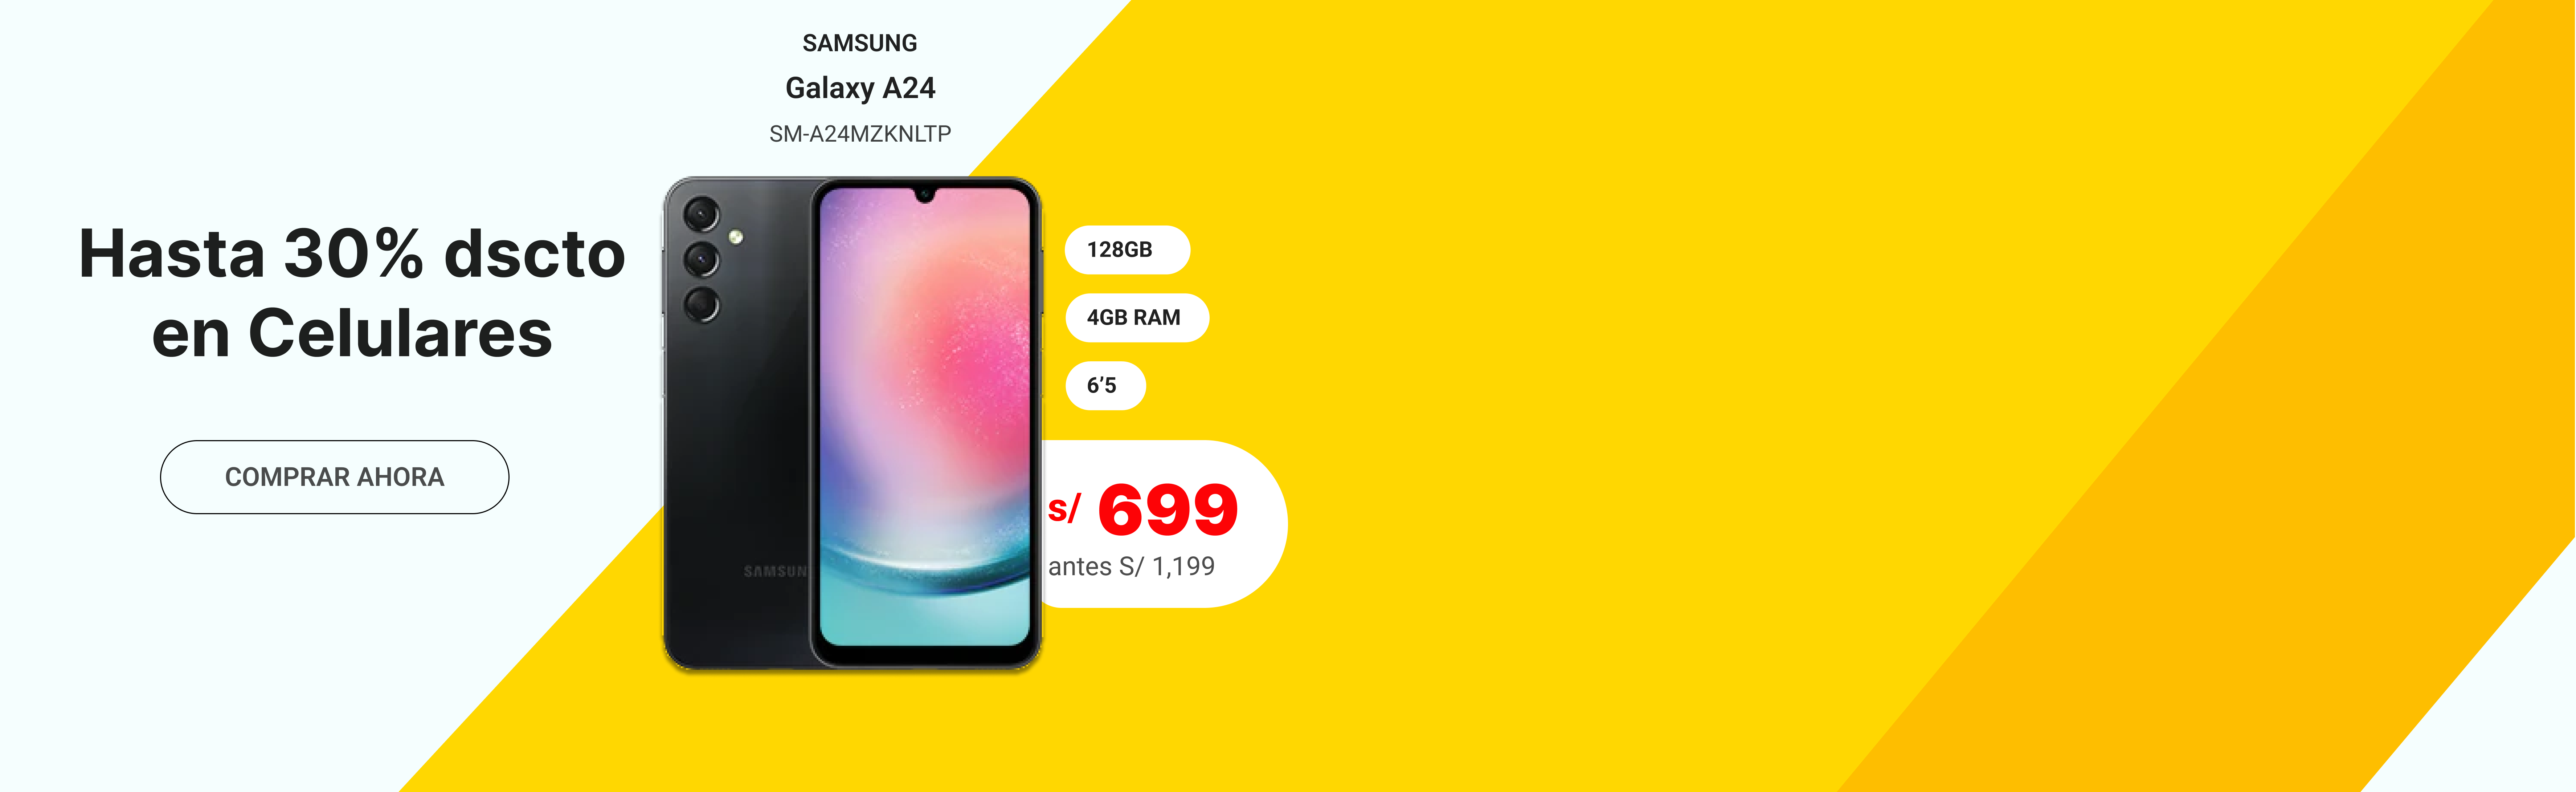 SAMSUNG
Galaxy A24
SM-A24MZKNLTP
Hasta 30% dscto
en Celulares
COMPRAR AHORA
128GB
4GB RAM
6’5
s/ 699
antes S/ 1,199
SAMSUN